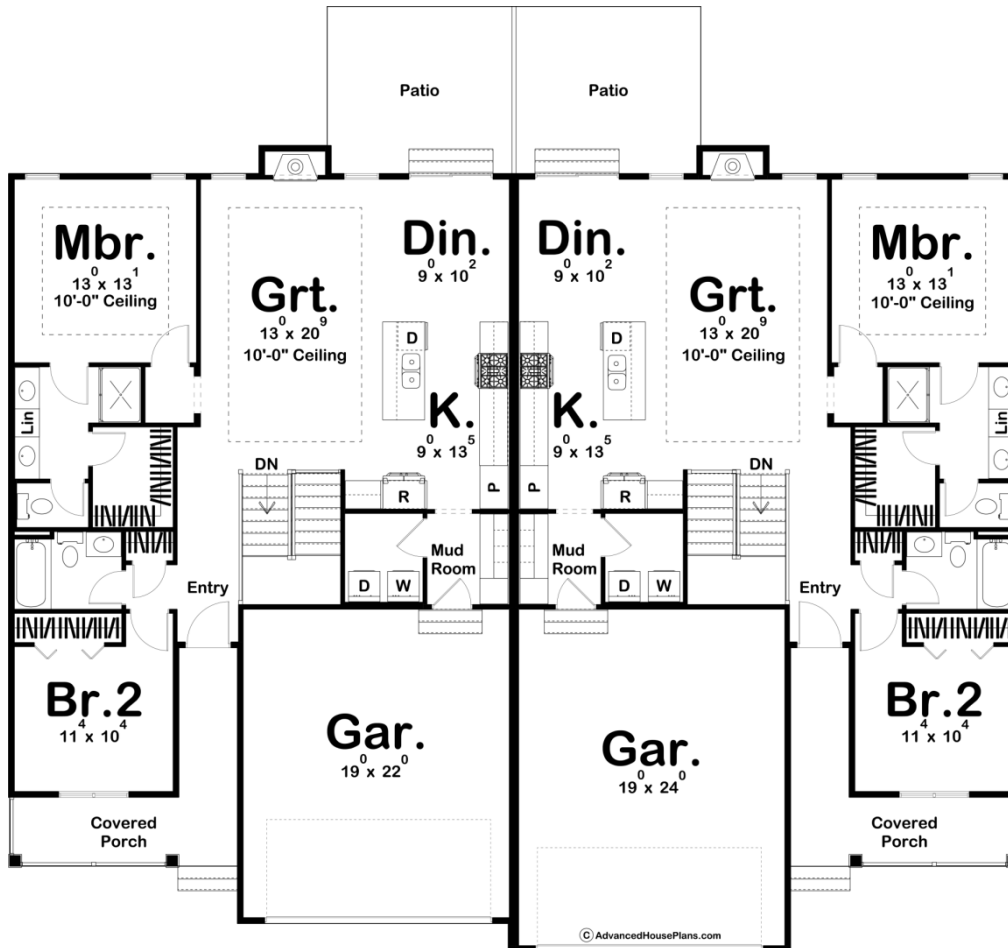 Patio
Patio
Mbr.
13⁰ x 13¹
10'-0" Ceiling
Grt.
13⁰ x 20⁹
10'-0" Ceiling
Din.
9⁰ x 10²
Din.
9⁰ x 10²
Grt.
13⁰ x 20⁹
10'-0" Ceiling
Mbr.
13⁰ x 13¹
10'-0" Ceiling
D
D
Lin
K.
9⁰ x 13⁵
K.
9⁰ x 13⁵
Lin
DN
R
P
P
R
DN
Mud
Room
D
W
Mud
Room
D
W
Entry
Entry
Br.2
11⁴ x 10⁴
Gar.
19⁰ x 22⁰
Gar.
19⁰ x 24⁰
Br.2
11⁴ x 10⁴
Covered
Porch
Covered
Porch
© AdvancedHousePlans.com